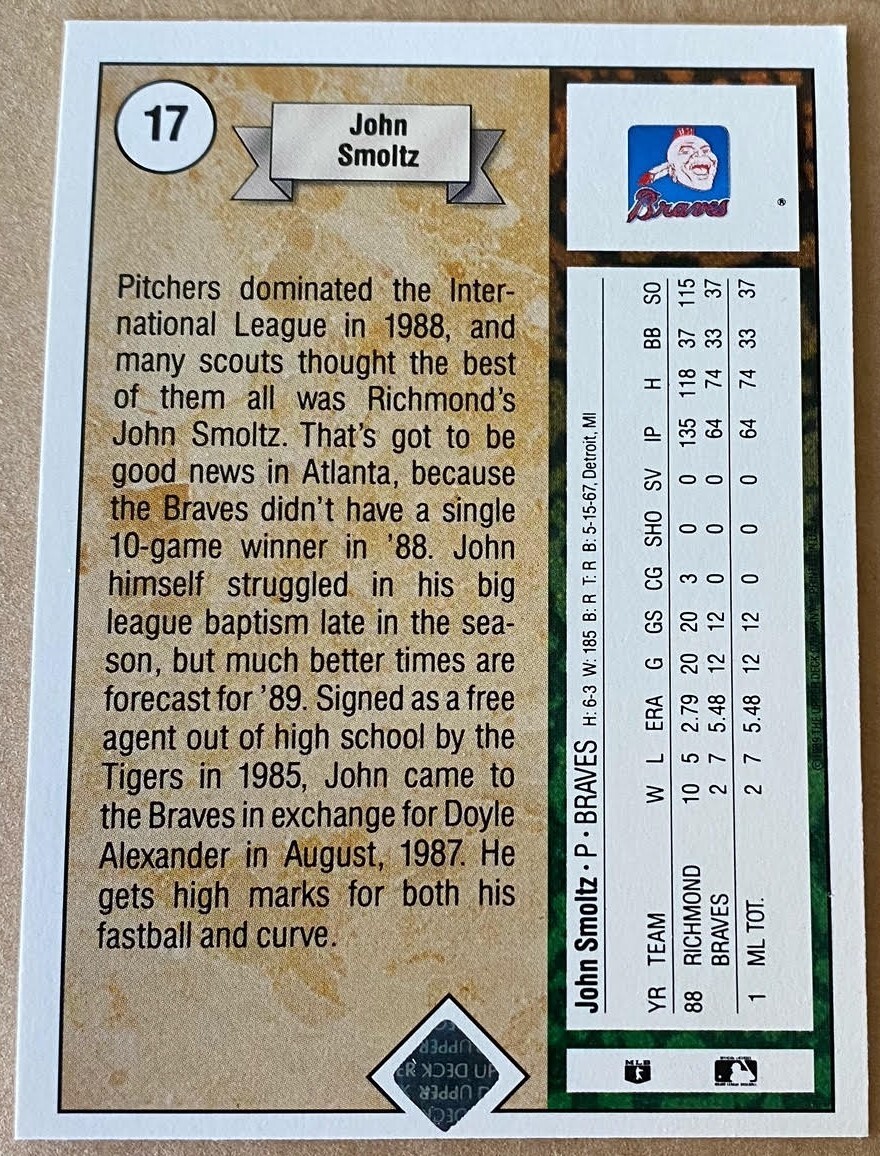 17
John
Smoltz
Pitchers dominated the Inter-
national League in 1988, and
many scouts thought the best
of them all was Richmond's
John Smoltz. That's got to be
good news in Atlanta, because
the Braves didn't have a single
10-game winner in '88. John
himself struggled in his big
league baptism late in the sea-
son, but much better times are
forecast for '89. Signed as a free
agent out of high school by the
Tigers in 1985, John came to
the Braves in exchange for Doyle
Alexander in August, 1987. He
gets high marks for both his
fastball and curve.
Braves ®
John Smoltz • P • BRAVES H: 6-3 W: 185 B: R T: R B: 5-15-67, Detroit, MI
YR TEAM W L ERA G GS CG SHO SV IP H BB SO
88 RICHMOND 10 5 2.79 20 20 3 0 0 135 118 37 115
BRAVES 2 7 5.48 12 12 0 0 0 64 74 33 37
1 ML TOT. 2 7 5.48 12 12 0 0 0 64 74 33 37
MLB
UPPER
UPPER DECK UP
UPPER
DECK